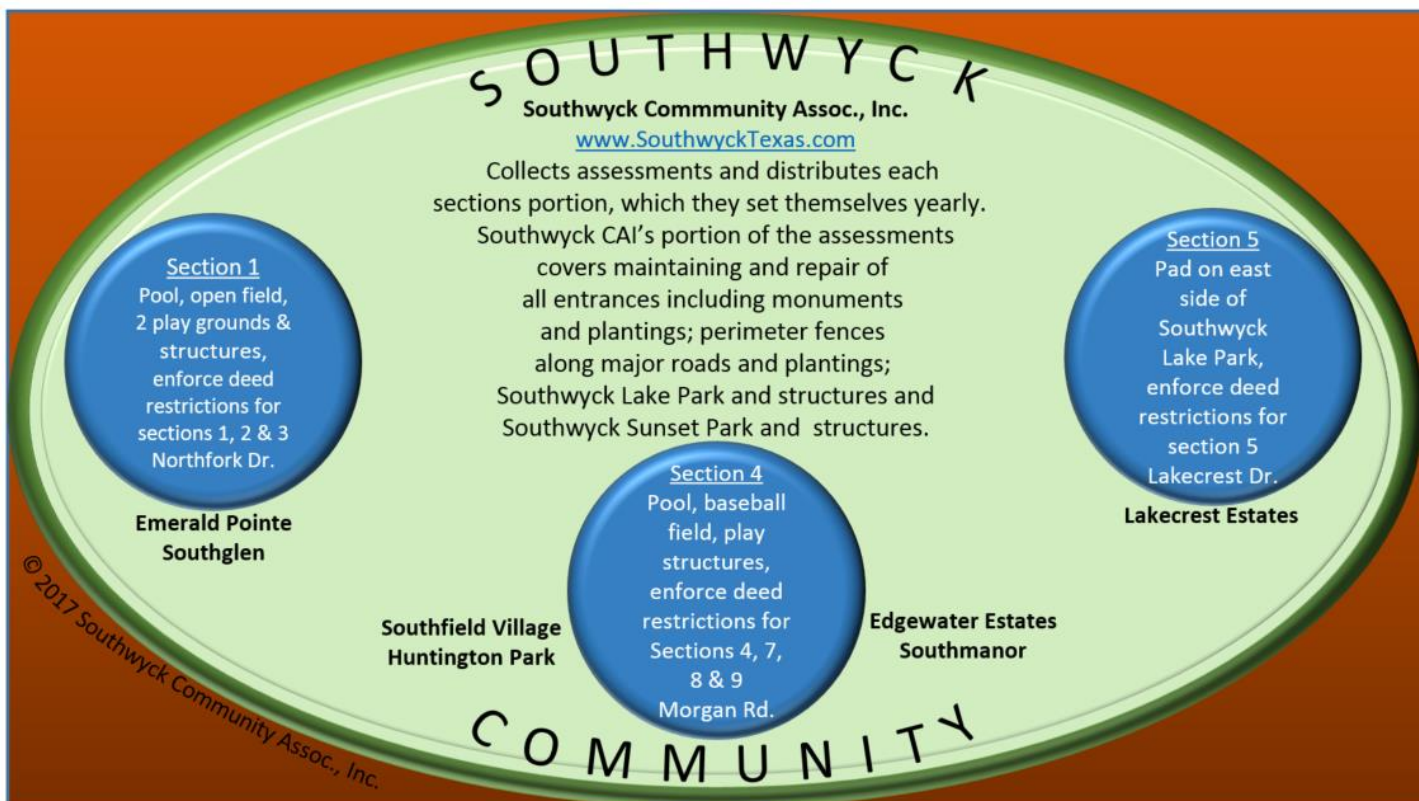 SOUTHWYCK
Southwyck Commmunity Assoc., Inc.
www.SouthwyckTexas.com
Collects assessments and distributes each
sections portion, which they set themselves yearly.
Southwyck CAI’s portion of the assessments
covers maintaining and repair of
all entrances including monuments
and plantings; perimeter fences
along major roads and plantings;
Southwyck Lake Park and structures and
Southwyck Sunset Park and structures.
Section 1
Pool, open field,
2 play grounds &
structures,
enforce deed
restrictions for
sections 1, 2 & 3
Northfork Dr.
Emerald Pointe
Southglen
Section 4
Pool, baseball
field, play
structures,
enforce deed
restrictions for
Sections 4, 7,
8 & 9
Morgan Rd.
Southfield Village
Huntington Park
Edgewater Estates
Southmanor
Section 5
Pad on east
side of
Southwyck
Lake Park,
enforce deed
restrictions for
section 5
Lakecrest Dr.
Lakecrest Estates
COMMUNITY
© 2017 Southwyck Community Assoc., Inc.